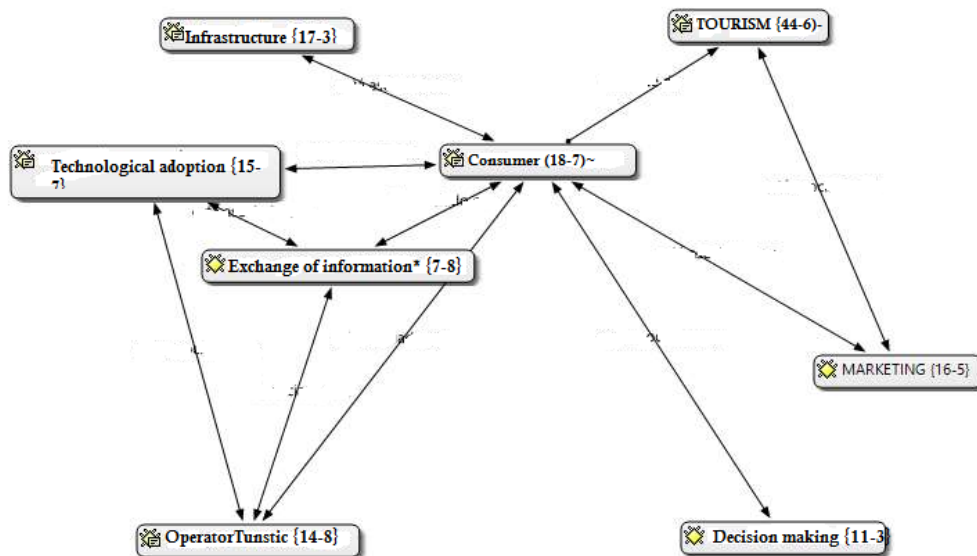 Infrastructure {17-3}
TOURISM {44-6)-
Consumer (18-7)~
Technological adoption {15-
7}
Exchange of information* {7-8}
MARKETING {16-5}
OperatorTunstic {14-8}
Decision making {11-3}